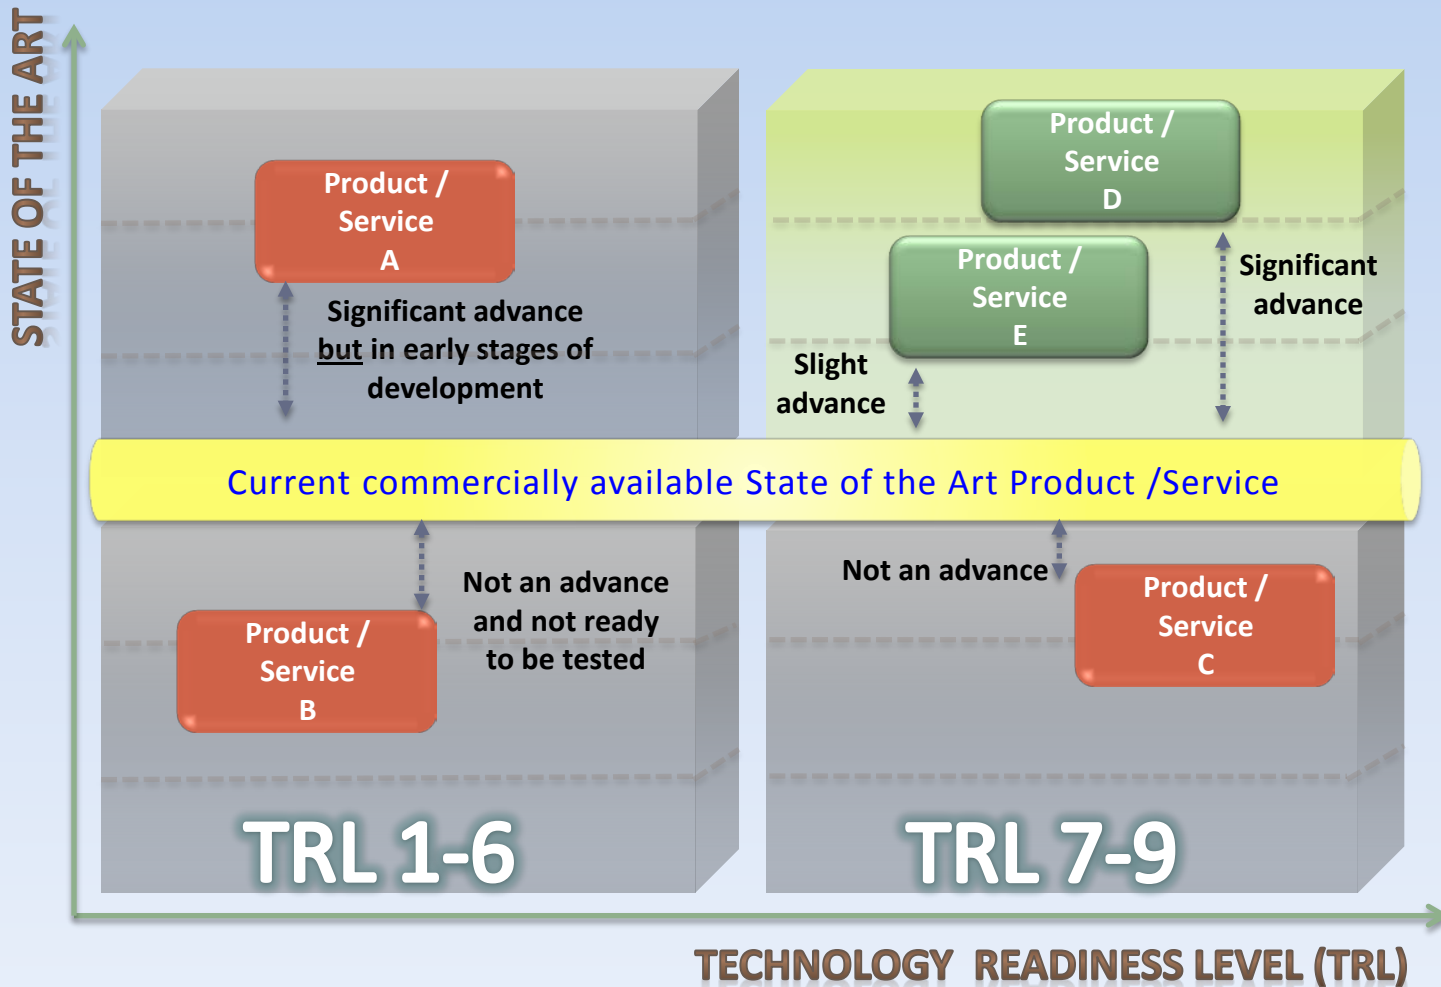 STATE OF THE ART
Product /
Service
A
Significant advance
but in early stages of
development
Product /
Service
D
Product /
Service
E
Significant
advance
Slight
advance
Current commercially available State of the Art Product /Service
Product /
Service
B
Not an advance
and not ready
to be tested
Not an advance
Product /
Service
C
TRL 1-6
TRL 7-9
TECHNOLOGY READINESS LEVEL (TRL)